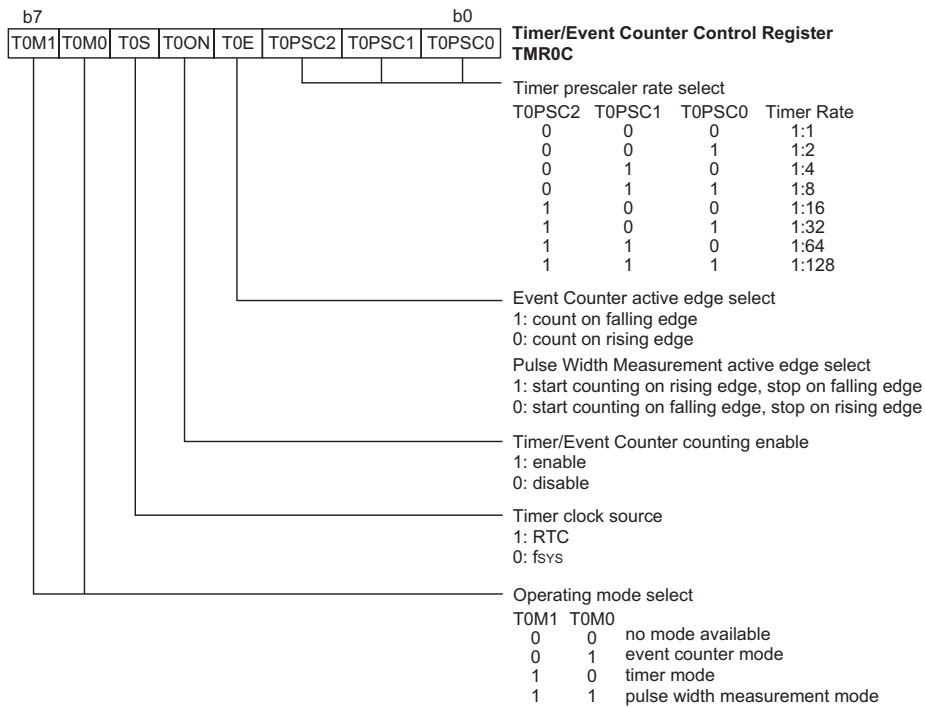 b7 b0
T0M1 T0M0 T0S T0ON T0E T0PSC2 T0PSC1 T0PSC0
Timer/Event Counter Control Register
TMR0C
Timer prescaler rate select
T0PSC2 T0PSC1 T0PSC0 Timer Rate
0 0 0 1:1
0 0 1 1:2
0 1 0 1:4
0 1 1 1:8
1 0 0 1:16
1 0 1 1:32
1 1 0 1:64
1 1 1 1:128
Event Counter active edge select
1: count on falling edge
0: count on rising edge
Pulse Width Measurement active edge select
1: start counting on rising edge, stop on falling edge
0: start counting on falling edge, stop on rising edge
Timer/Event Counter counting enable
1: enable
0: disable
Timer clock source
1: RTC
0: fSYS
Operating mode select
T0M1 T0M0
0 0 no mode available
0 1 event counter mode
1 0 timer mode
1 1 pulse width measurement mode